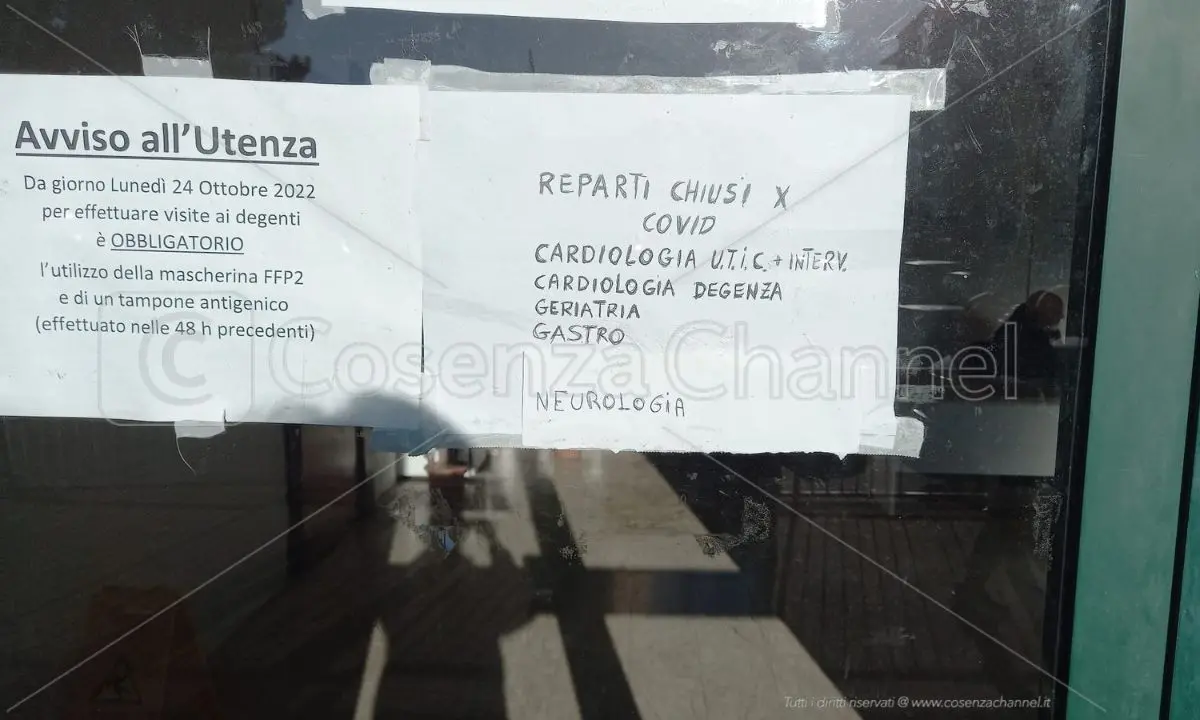 Avviso all'Utenza
Da giorno Lunedì 24 Ottobre 2022
per effettuare visite ai degenti
è OBBLIGATORIO
l'utilizzo della mascherina FFP2
e di un tampone antigenico
(effettuato nelle 48 h precedenti)
REPARTI CHIUSI X
COVID
CARDIOLOGIA U.T.I.C. + INTERV.
CARDIOLOGIA DEGENZA
GERIATRIA
GASTRO
NEUROLOGIA
© Cosenza Channel
Tutti i diritti riservati @ www.cosenzachannel.it